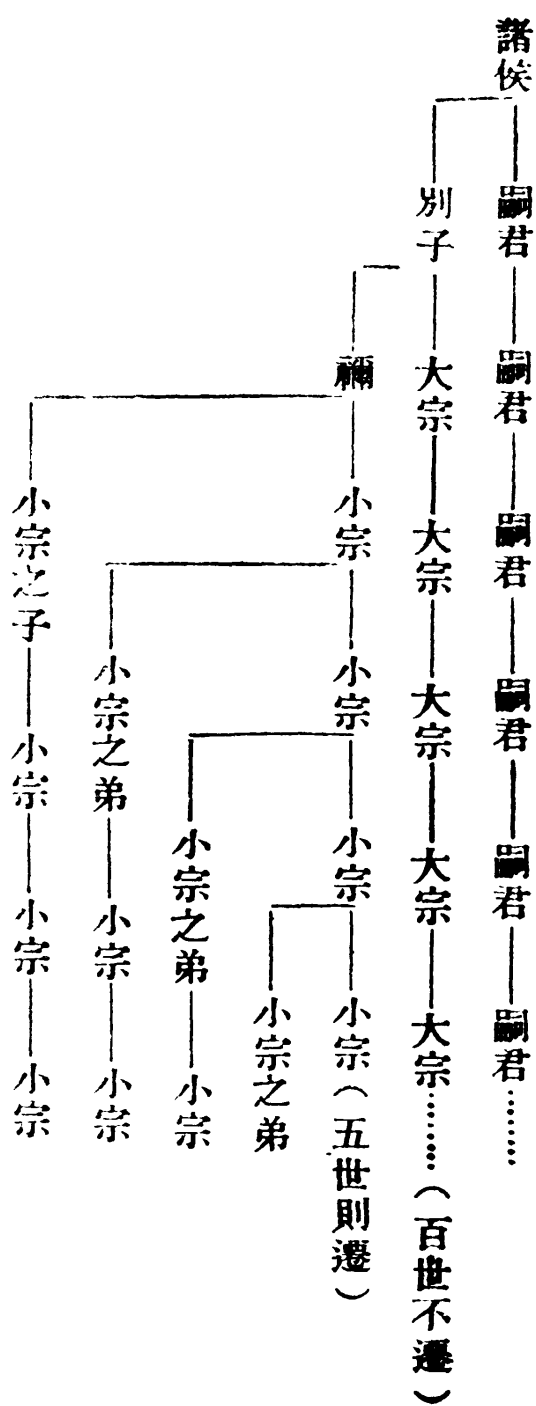 諸侯
嗣君
嗣君
嗣君
嗣君
嗣君
嗣君………
別子
大宗
大宗
大宗
大宗
大宗………(百世不遷)
禰
小宗
小宗
小宗
小宗(五世則遷)
小宗之弟
小宗之弟
小宗
小宗之弟
小宗
小宗
小宗之子
小宗
小宗
小宗